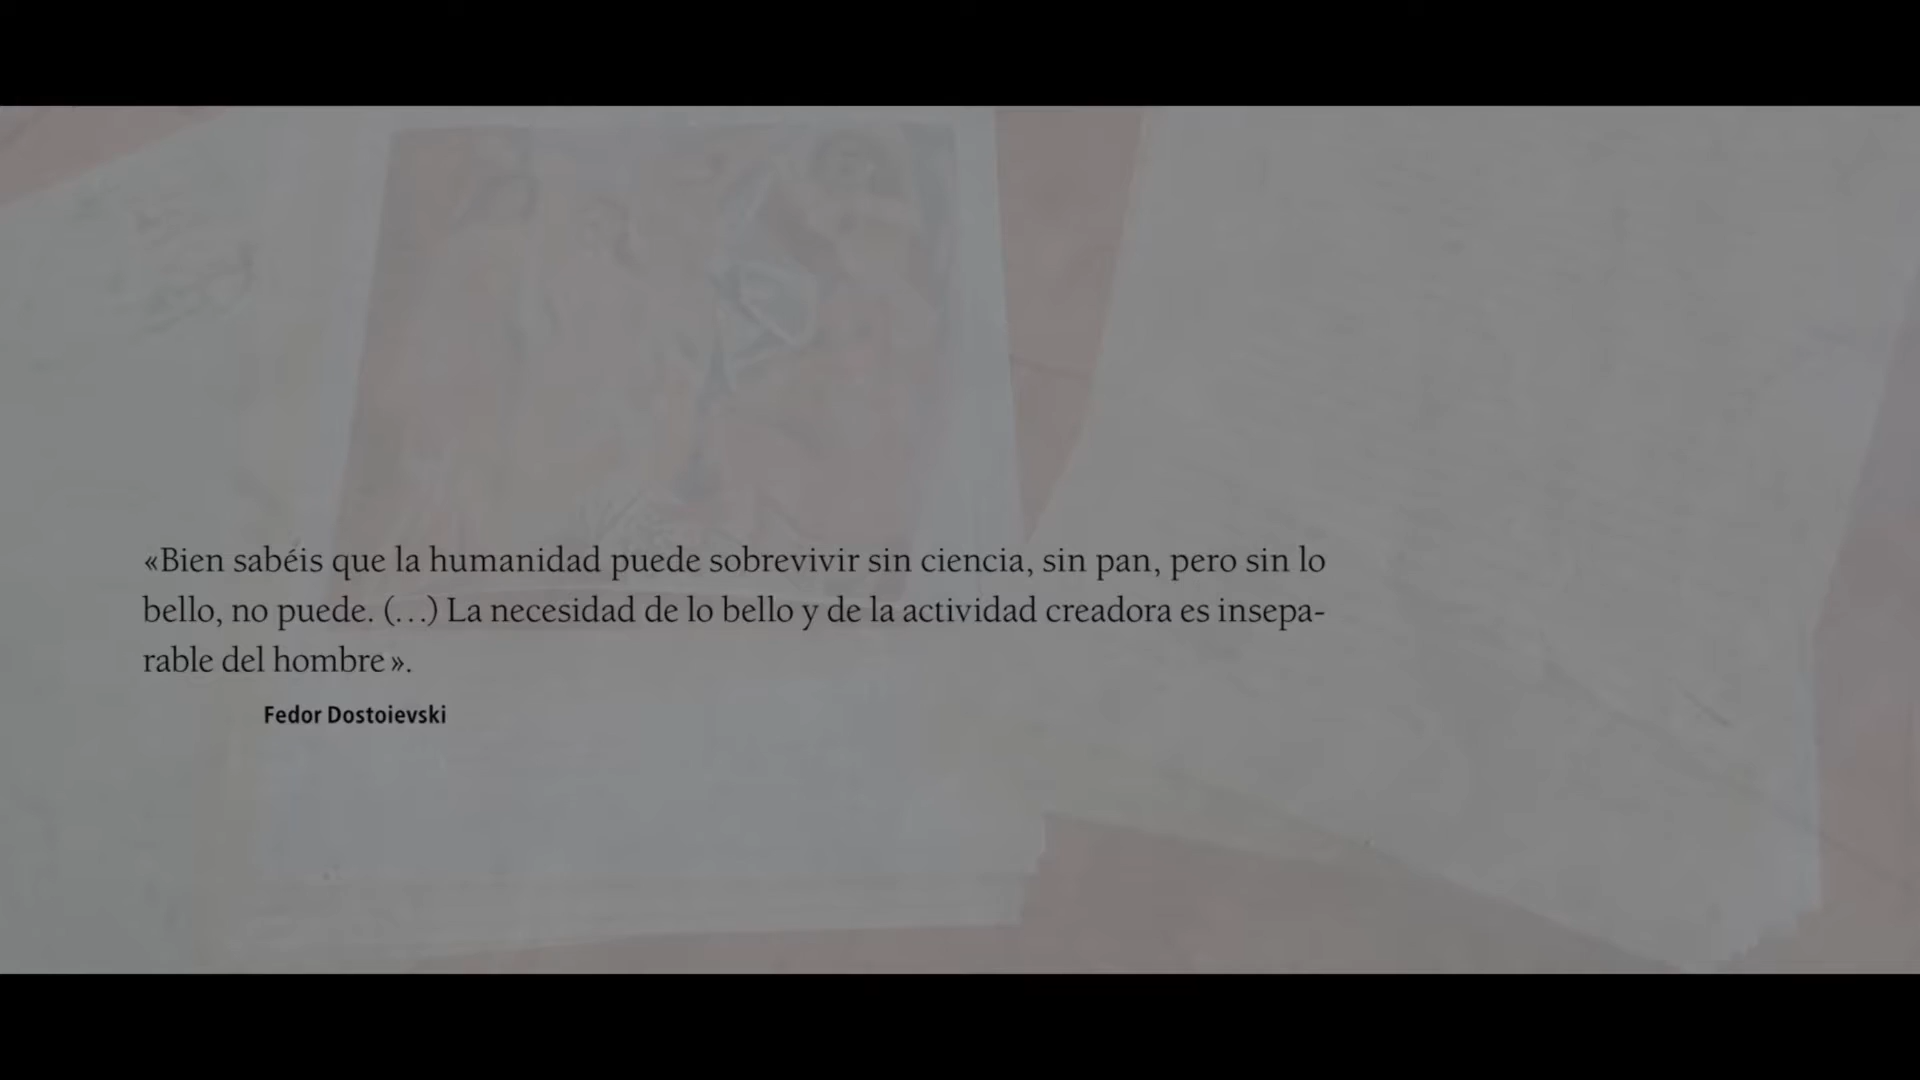 «Bien sabéis que la humanidad puede sobrevivir sin ciencia, sin pan, pero sin lo
bello, no puede. (…) La necesidad de lo bello y de la actividad creadora es insepa-
rable del hombre».
Fedor Dostoievski